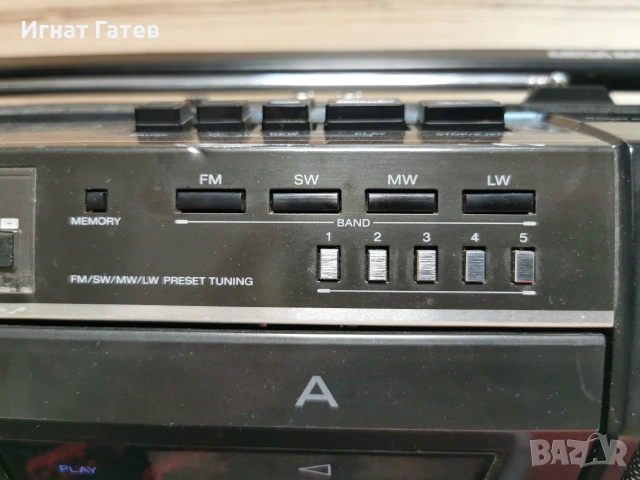 Игнат Гатев
PLAY
FM SW MW LW
MEMORY
BAND
1 2 3 4 5
FM/SW/MW/LW PRESET TUNING
A
PLAY
BAZAR